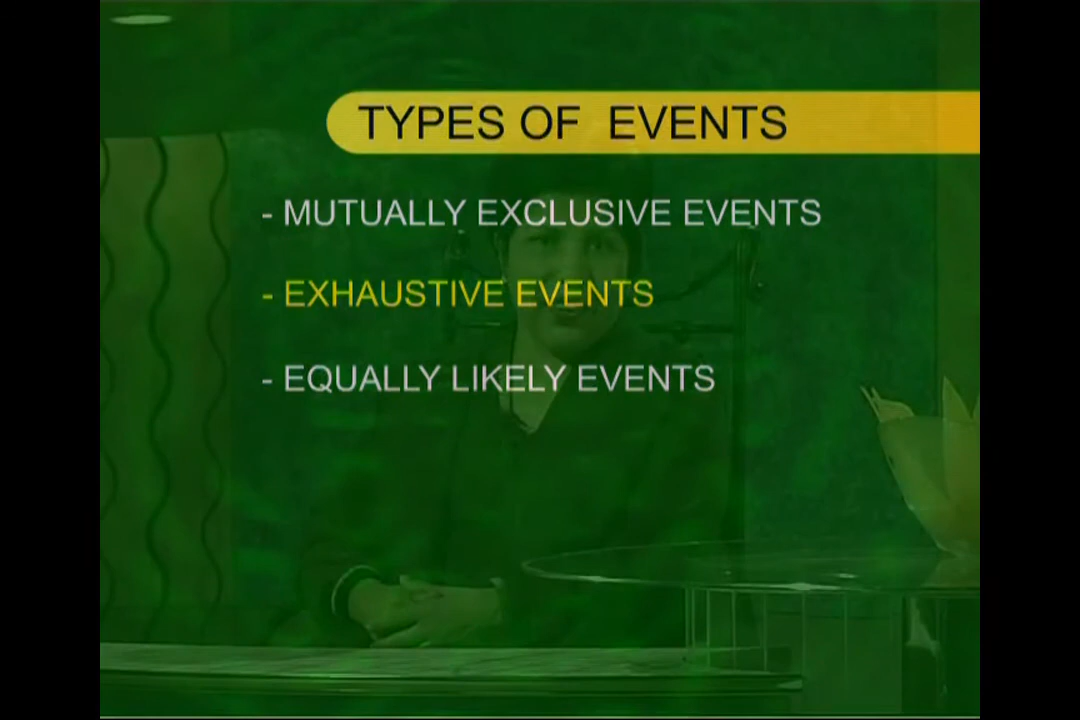 TYPES OF EVENTS
- MUTUALLY EXCLUSIVE EVENTS
- EXHAUSTIVE EVENTS
- EQUALLY LIKELY EVENTS